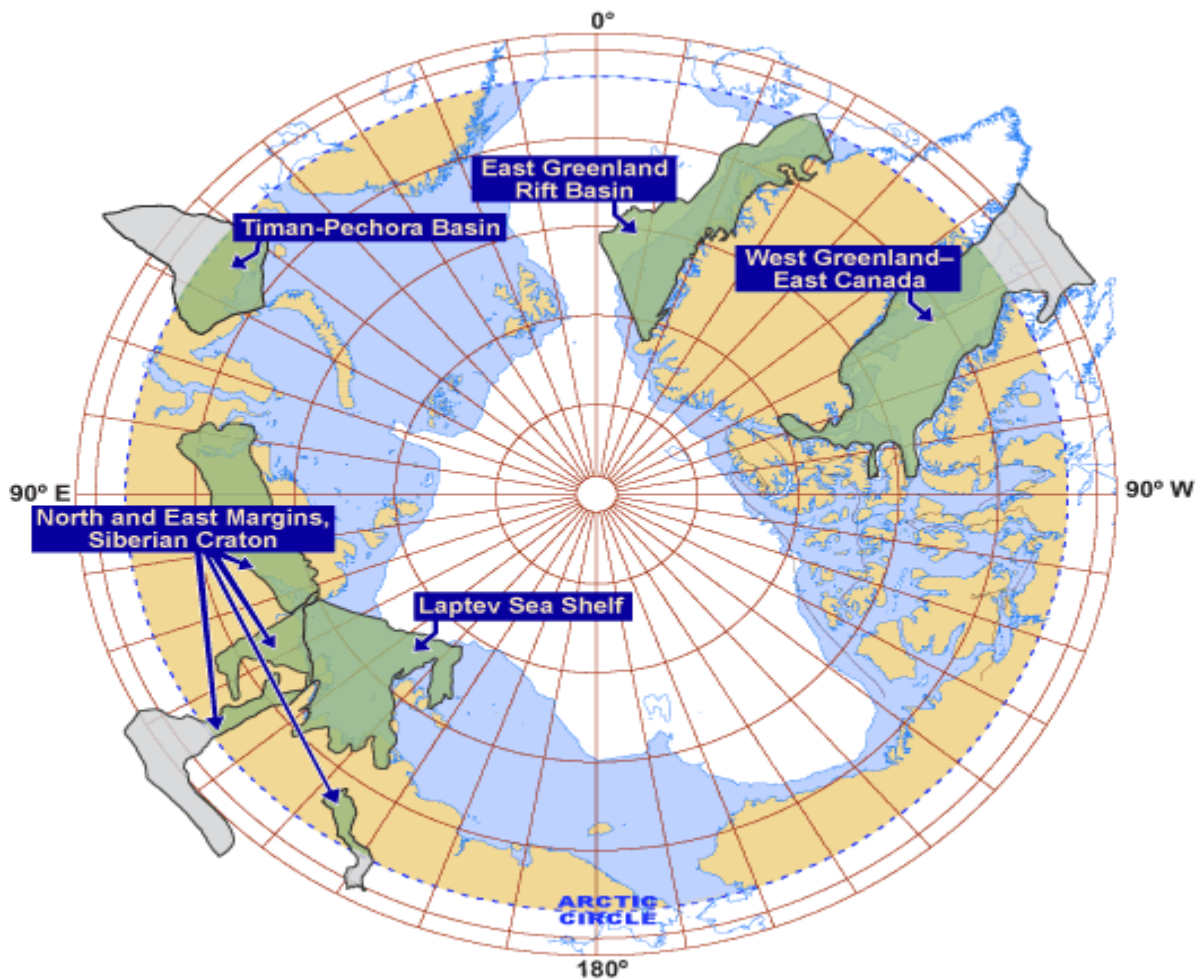 0°
East Greenland
Rift Basin
Timan-Pechora Basin
West Greenland–
East Canada
90° E
90° W
North and East Margins,
Siberian Craton
Laptev Sea Shelf
ARCTIC
CIRCLE
180°